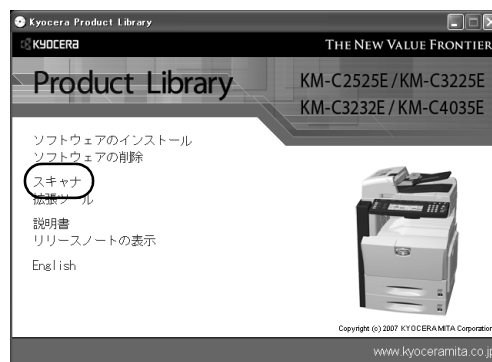 Kyocera Product Library
KYOCERA
THE NEW VALUE FRONTIER
Product Library
KM-C2525E / KM-C3225E
KM-C3232E / KM-C4035E
ソフトウェアのインストール
ソフトウェアの削除
スキャナ
拡張ツール
説明書
リリースノートの表示
English
Copyright (c) 2007 KYOCERA MITA Corporation
www.kyoceramita.co.jp